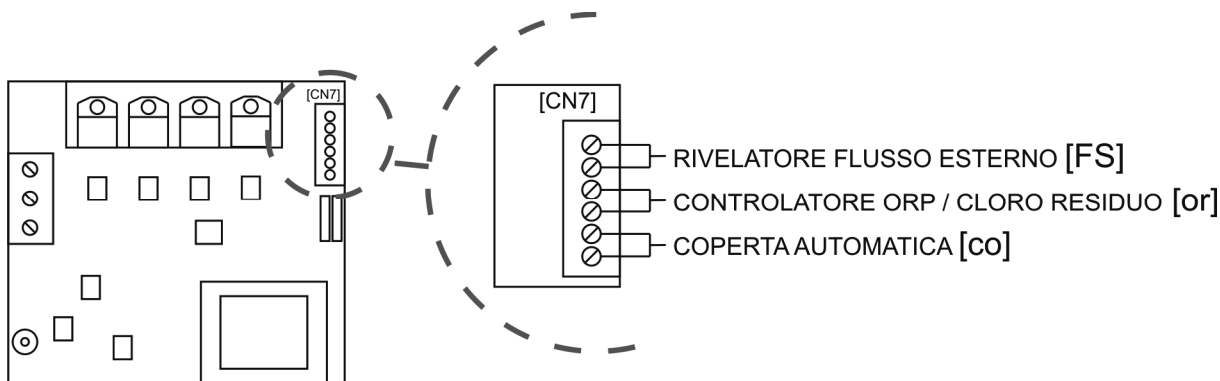 [CN7]
[CN7]
RIVELATORE FLUSSO ESTERNO [FS]
CONTROLATORE ORP / CLORO RESIDUO [or]
COPERTA AUTOMATICA [co]